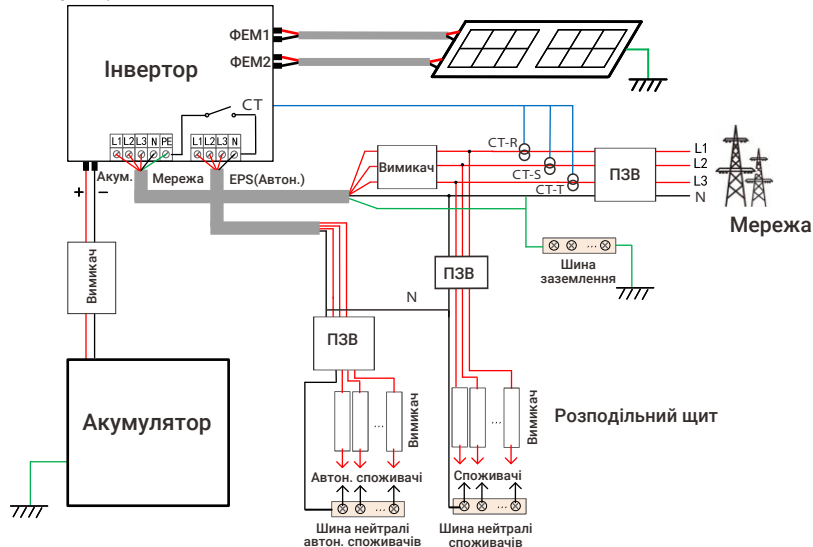 ФЕМ1
ФЕМ2
Інвертор
CT
L1 L2 L3 N PE
L1 L2 L3 N
Акум.
Мережа
EPS(Автон.)
+
–
Вимикач
CT-R
CT-S
CT-T
ПЗВ
L1
L2
L3
N
Мережа
...
Шина
заземлення
Вимикач
ПЗВ
N
ПЗВ
Акумулятор
...
Вимикач
...
Вимикач
Розподільний щит
Автон. споживачі
Споживачі
...
...
Шина нейтралі
автон. споживачів
Шина нейтралі
споживачів